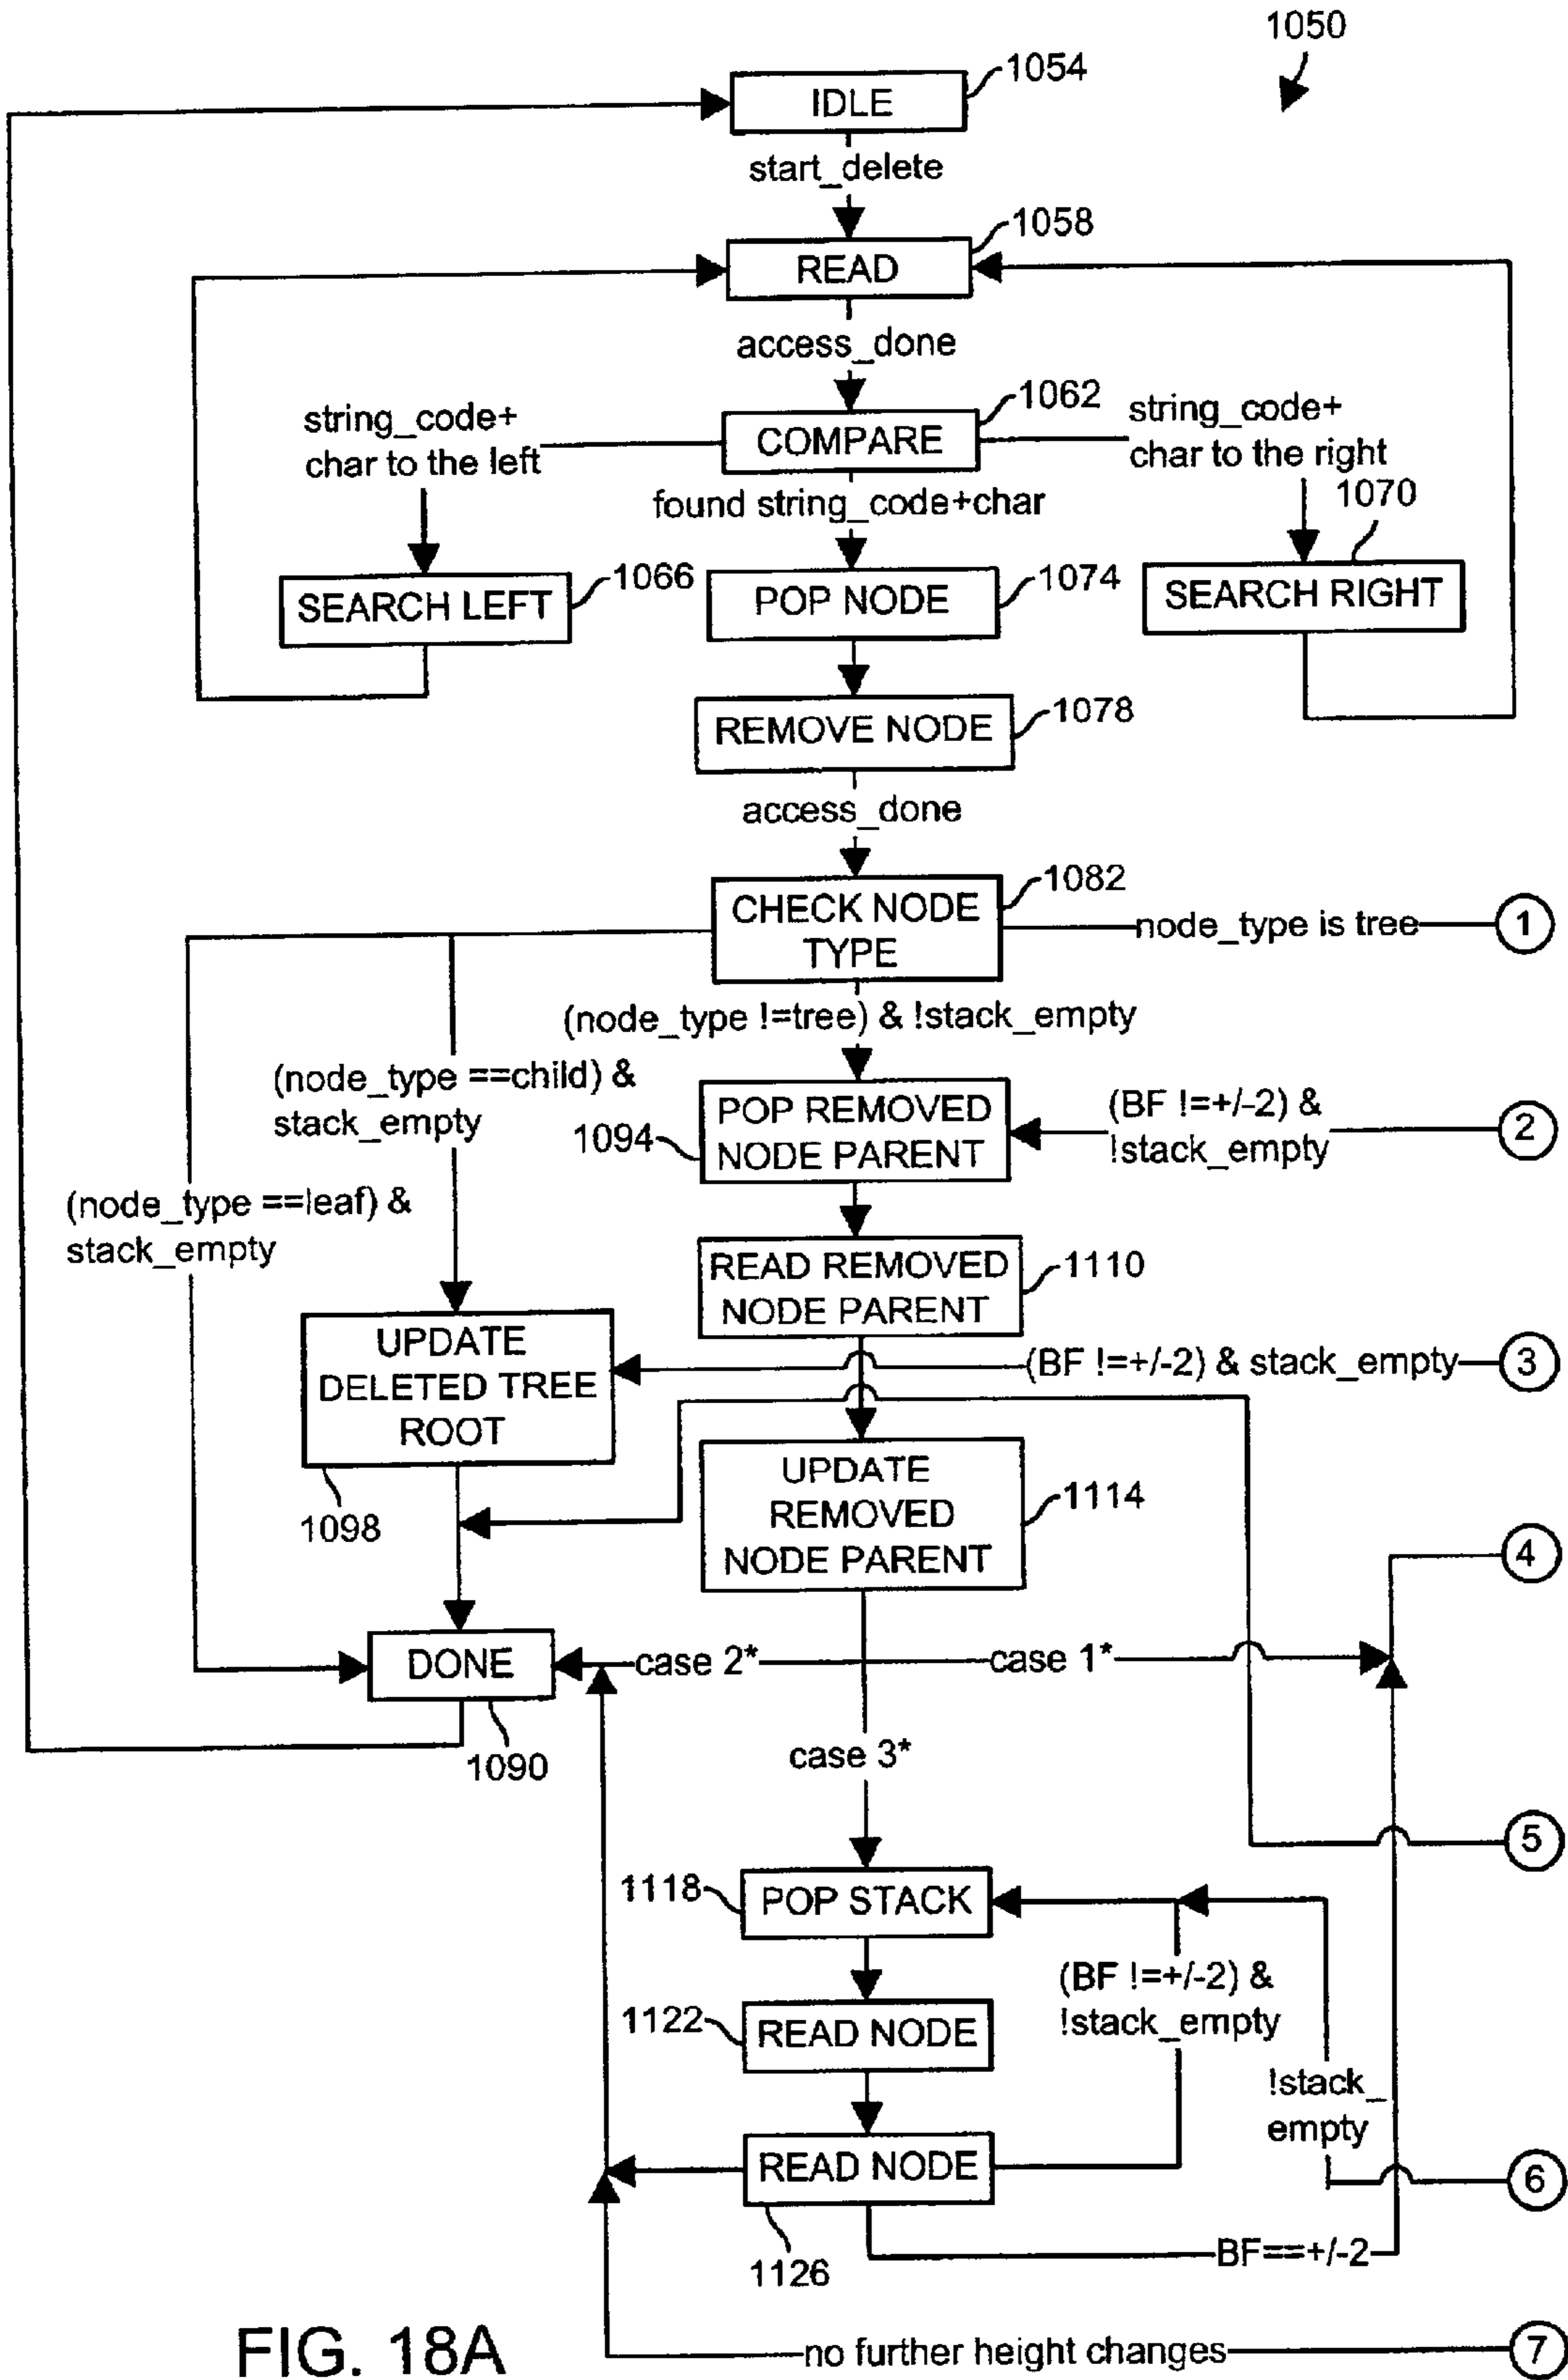 1050
IDLE
1054
start_delete
READ
1058
access_done
COMPARE
1062
string_code+
char to the left
string_code+
char to the right
found string_code+char
SEARCH LEFT
1066
POP NODE
1074
SEARCH RIGHT
1070
REMOVE NODE
1078
access_done
CHECK NODE
TYPE
1082
node_type is tree
1
(node_type !=tree) & !stack_empty
(node_type ==child) &
stack_empty
(node_type ==leaf) &
stack_empty
POP REMOVED
NODE PARENT
1094
(BF !=+/-2) &
!stack_empty
2
READ REMOVED
NODE PARENT
1110
UPDATE
DELETED TREE
ROOT
1098
(BF !=+/-2) & stack_empty
3
UPDATE
REMOVED
NODE PARENT
1114
4
DONE
1090
case 2*
case 1*
case 3*
5
1118
POP STACK
(BF !=+/-2) &
!stack_empty
1122
READ NODE
!stack_
empty
READ NODE
1126
6
BF==+/-2
no further height changes
7
FIG. 18A